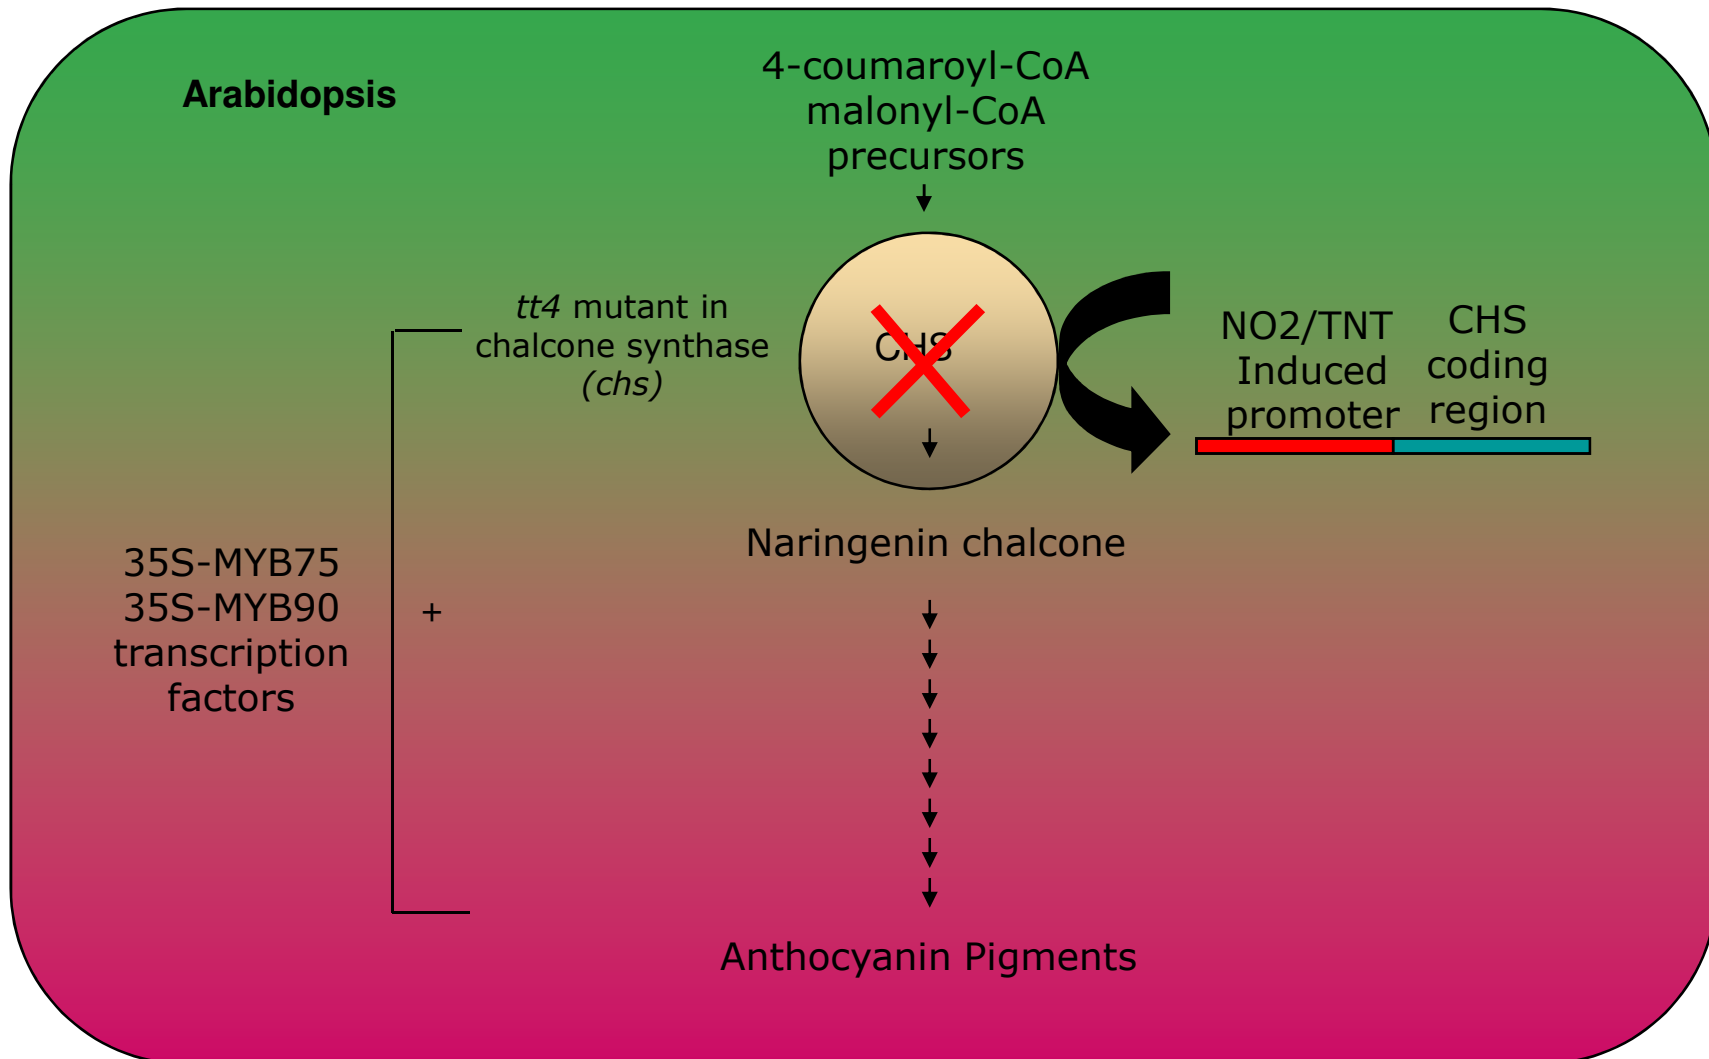 Arabidopsis
4-coumaroyl-CoA
malonyl-CoA
precursors
tt4 mutant in
chalcone synthase
(chs)
CHS
NO2/TNT
Induced
promoter
CHS
coding
region
Naringenin chalcone
35S-MYB75
35S-MYB90
transcription
factors
+
Anthocyanin Pigments